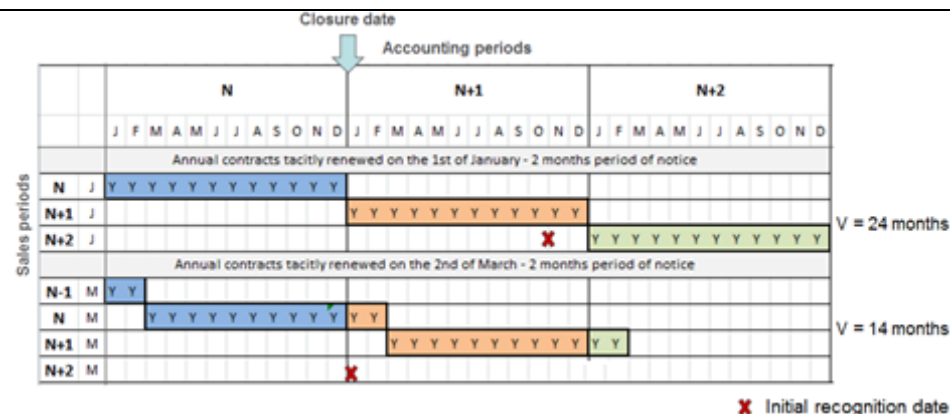 Closure date
Accounting periods
N N+1 N+2
J F M A M J J A S O N D J F M A M J J A S O N D J F M A M J J A S O N D
Annual contracts tacitly renewed on the 1st of January - 2 months period of notice
Sales periods
N J Y Y Y Y Y Y Y Y Y Y Y Y
N+1 J Y Y Y Y Y Y Y Y Y Y Y Y
V = 24 months
N+2 J X Y Y Y Y Y Y Y Y Y Y Y Y
Annual contracts tacitly renewed on the 2nd of March - 2 months period of notice
N-1 M Y Y
N M Y Y Y Y Y Y Y Y Y Y Y Y
V = 14 months
N+1 M Y Y Y Y Y Y Y Y Y Y Y Y
N+2 M X
X Initial recognition date